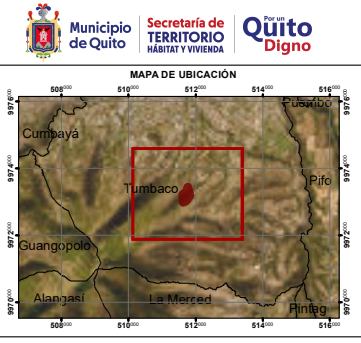 Municipio
de Quito
Secretaría de
TERRITORIO
HÁBITAT Y VIVIENDA
Por un
Quito
Digno
MAPA DE UBICACIÓN
508000 510000 512000 514000 516000
9976000 9976000
Puembo
Cumbayá
9974000 9974000
Tumbaco
Pifo
9972000 9972000
Guangopolo
Alangasí
La Merced
Pintag
9970000 9970000
508000 510000 512000 514000 516000